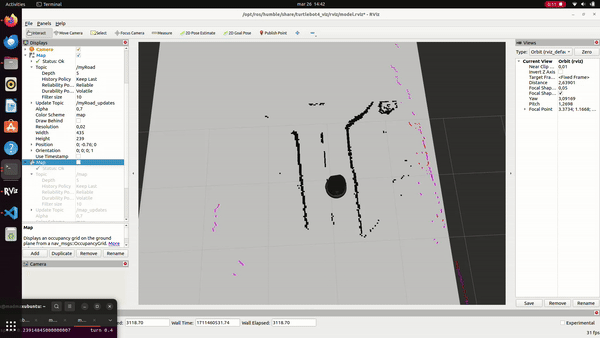 Activities
Terminal
mar 26 14:42
/opt/ros/humble/share/turtlebot4_viz/rviz/model.rviz* - RViz
File Panels Help
Interact Move Camera Select Focus Camera Measure 2D Pose Estimate 2D Goal Pose Publish Point
Displays
Camera
Map
Status: Ok
Topic /myRoad
Depth 5
History Policy Keep Last
Reliability Po... Reliable
Durability Po... Volatile
Filter size 10
Update Topic /myRoad_updates
Alpha 0,7
Color Scheme map
Draw Behind
Resolution 0,02
Width 435
Height 239
Position 0; -0.76; 0
Orientation 0; 0; 0; 1
Use Timestamp
Map
Status: Ok
Topic /map
Depth 5
History Policy Keep Last
Reliability Po... Reliable
Durability Po... Volatile
Filter size 10
Update Topic /map_updates
Alpha 0,7
Map
Displays an occupancy grid on the ground
plane from a nav_msgs::OccupancyGrid. More
Add Duplicate Remove Rename
Camera
Views
Type: Orbit (rviz_defau Zero
Current View Orbit (rviz)
Near Clip ... 0,01
Invert Z Axis
Target Fra... <Fixed Frame>
Distance 2,63901
Focal Shap... 0,05
Focal Shap...
Yaw 3,09169
Pitch 1,2698
Focal Point 3.3734; 1.1668; ...
Save Remove Rename
ubuntu: ~
turn 0.4
3118.70 Wall Time: 1711460531.74 Wall Elapsed: 3118.70
Experimental
31 fps
RViz